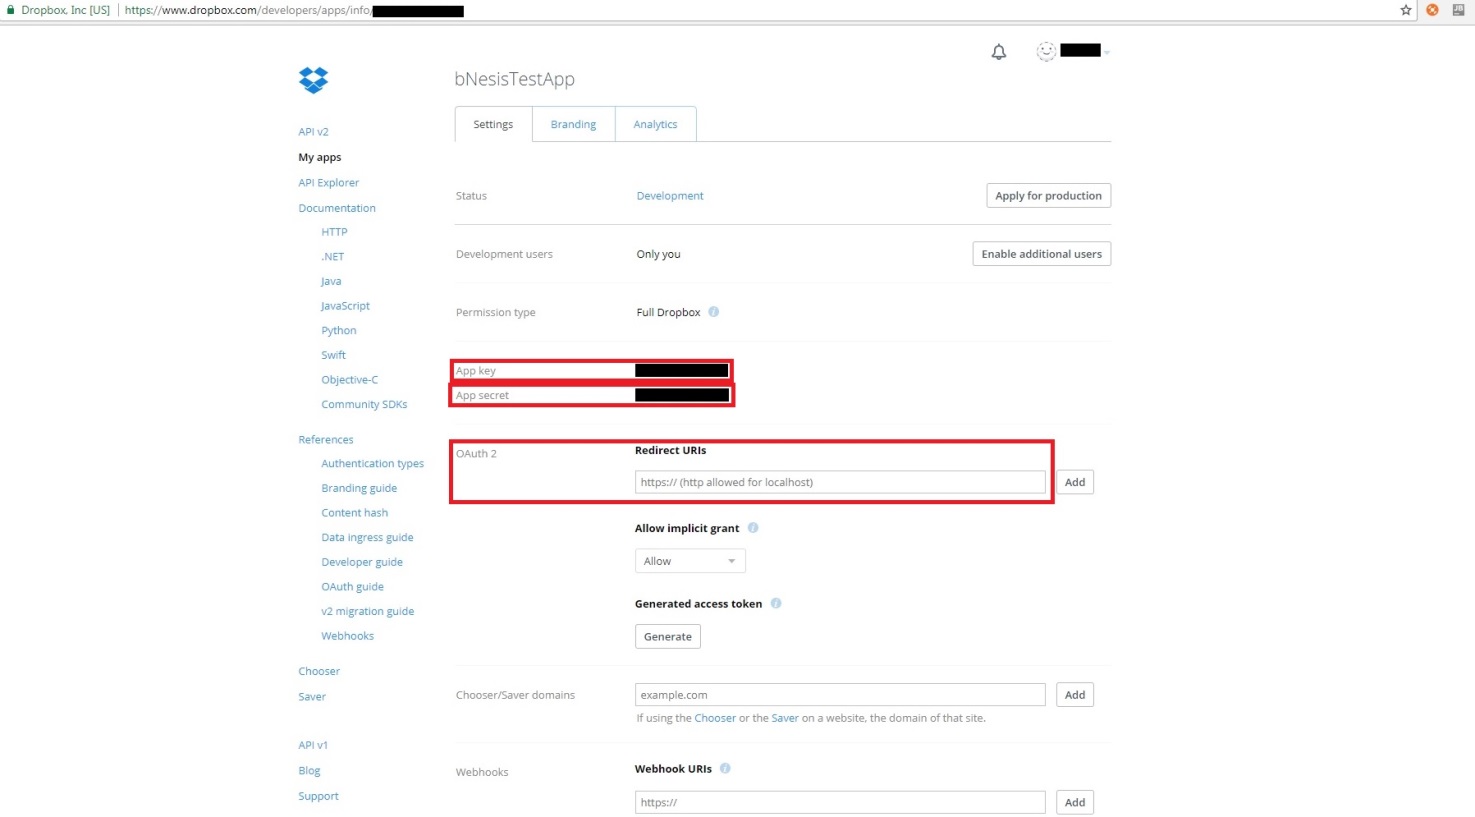 Dropbox, Inc [US] | https://www.dropbox.com/developers/apps/info/
bNesisTestApp
Settings Branding Analytics
API v2
My apps
API Explorer
Documentation
HTTP
.NET
Java
JavaScript
Python
Swift
Objective-C
Community SDKs
References
Authentication types
Branding guide
Content hash
Data ingress guide
Developer guide
OAuth guide
v2 migration guide
Webhooks
Chooser
Saver
API v1
Blog
Support
Status Development Apply for production
Development users Only you Enable additional users
Permission type Full Dropbox i
App key
App secret
OAuth 2 Redirect URIs
https:// (http allowed for localhost) Add
Allow implicit grant i
Allow
Generated access token i
Generate
Chooser/Saver domains example.com Add
If using the Chooser or the Saver on a website, the domain of that site.
Webhooks Webhook URIs i
https:// Add